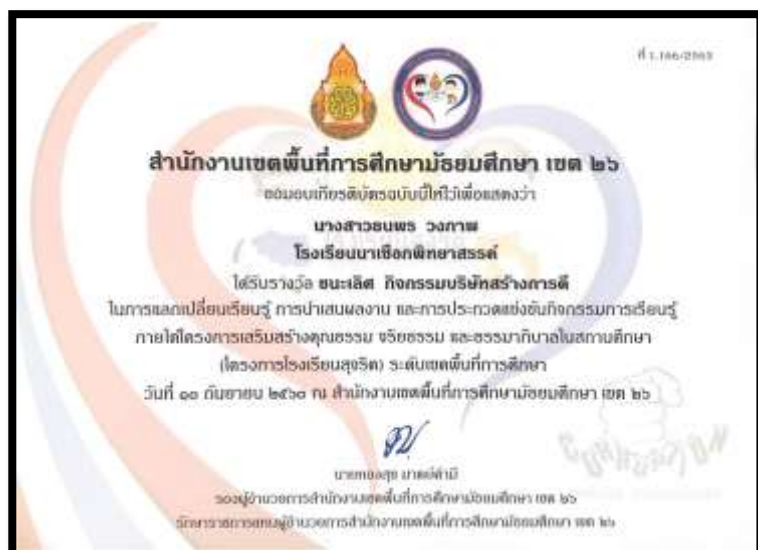 สำนักงานเขตพื้นที่การศึกษามัธยมศึกษา เขต ๒๖
ขอมอบเกียรติบัตรฉบับนี้ให้ไว้เพื่อแสดงว่า
นางสาวธนพร วงภาพ
โรงเรียนนาเชือกพิทยาสรรค์
ได้รับรางวัล ชนะเลิศ กิจกรรมบริษัทสร้างการดี
ในการแลกเปลี่ยนเรียนรู้ การนำเสนผลงาน และการประกวดแข่งขันกิจกรรมการเรียนรู้
ภายใต้โครงการเสริมสร้างคุณธรรม จริยธรรม และธรรมาภิบาลในสถานศึกษา
(โครงการโรงเรียนสุจริต) ระดับเขตพื้นที่การศึกษา
วันที่ ๑๐ กันยายน ๒๕๖๐ ณ สำนักงานเขตพื้นที่การศึกษามัธยมศึกษา เขต ๒๖
นายทองสุข
รองผู้อำนวยการสำนักงานเขตพื้นที่การศึกษามัธยมศึกษา เขต ๒๖
รักษาราชการแทนผู้อำนวยการสำนักงานเขตพื้นที่การศึกษามัธยมศึกษา เขต ๒๖